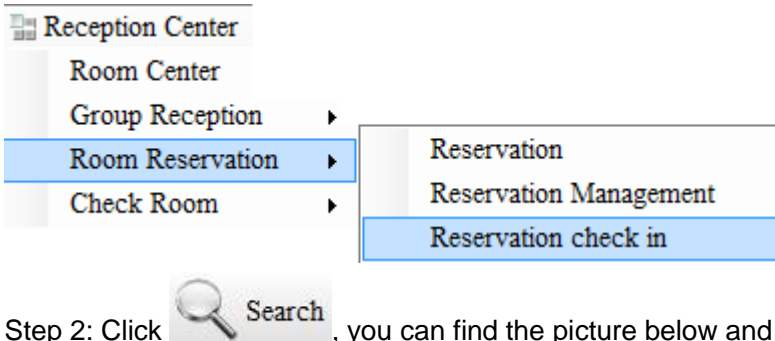 Reception Center
Room Center
Group Reception
Room Reservation
Check Room
Reservation
Reservation Management
Reservation check in
Step 2: Click Search, you can find the picture below and